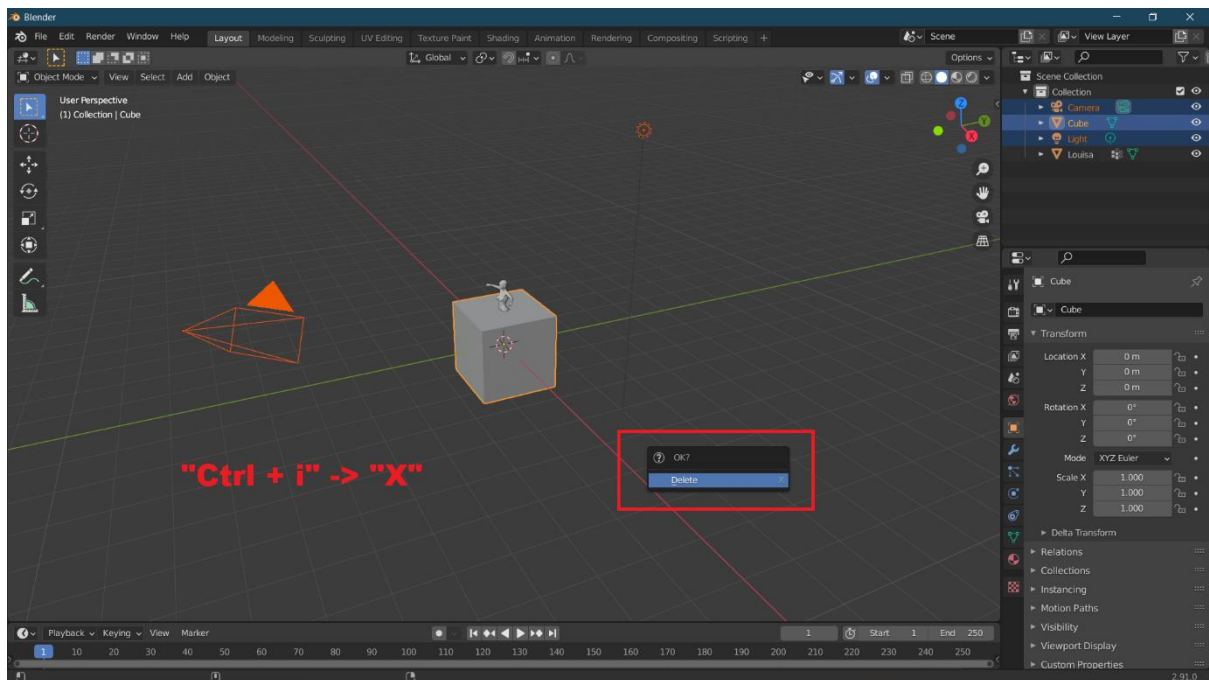 Blender
File Edit Render Window Help Layout Modeling Sculpting UV Editing Texture Paint Shading Animation Rendering Compositing Scripting + Scene View Layer
Global Options
Object Mode View Select Add Object
User Perspective
(1) Collection | Cube
Z
Y
X
Scene Collection
Collection
Camera
Cube
Light
Louisa
Cube
Cube
Transform
Location X 0 m
Y 0 m
Z 0 m
Rotation X 0°
Y 0°
Z 0°
Mode XYZ Euler
Scale X 1.000
Y 1.000
Z 1.000
Delta Transform
Relations
Collections
Instancing
Motion Paths
Visibility
Viewport Display
Custom Properties
OK?
Delete X
"Ctrl + i" -> "X"
Playback Keying View Marker 1 Start 1 End 250
1 10 20 30 40 50 60 70 80 90 100 110 120 130 140 150 160 170 180 190 200 210 220 230 240 250
2.91.0